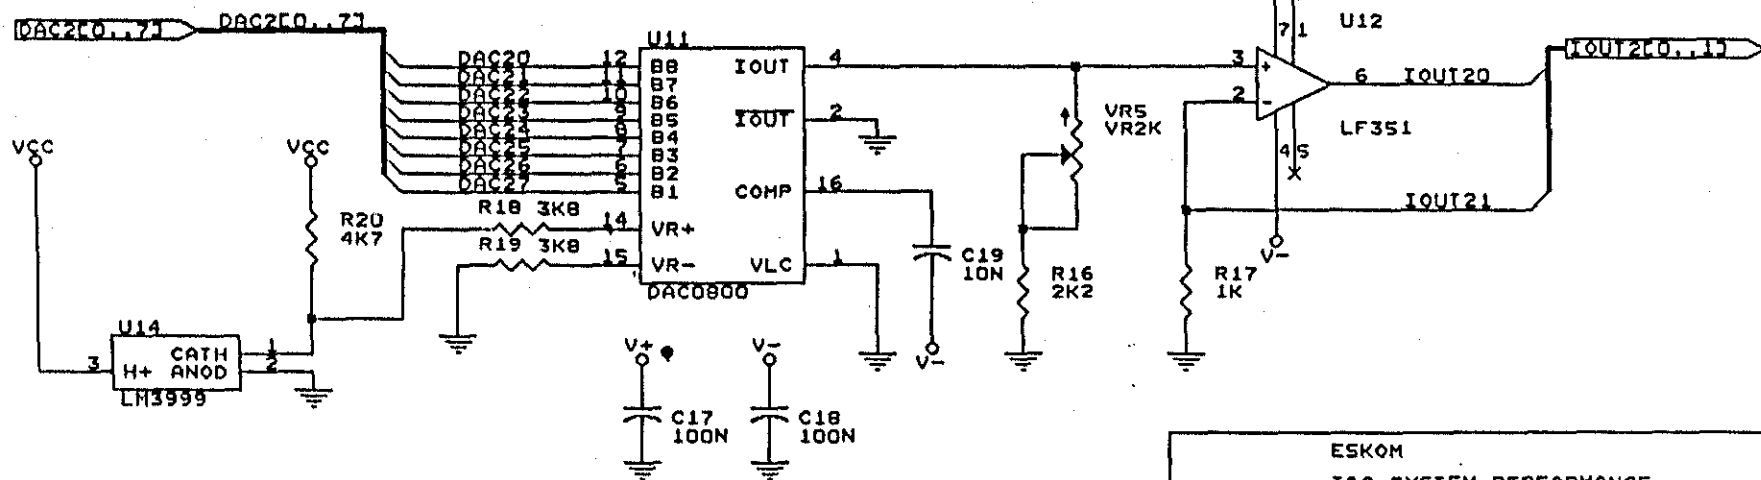 DAC2[0..7]
DAC2[0..7]
U11
DAC20 12 B8
DAC21 11 B7
DAC22 10 B6
DAC23 9 B5
DAC24 8 B4
DAC25 7 B3
DAC26 6 B2
DAC27 5 B1
R18 3K8 14 VR+
R19 3K8 15 VR-
IOUT 4
IOUT 2
COMP 16
VLC 1
DAC0800
VCC
VCC
R20
4K7
U14
3 H+
CATH 1
ANOD 2
LM3999
V+
C17
100N
V-
C18
100N
C19
10N
V-
VR5
VR2K
R16
2K2
7 1
U12
3 +
2 -
6 IOUT20
LF351
4 5
V-
IOUT21
IOUT2[0..1]
R17
1K
ESKOM